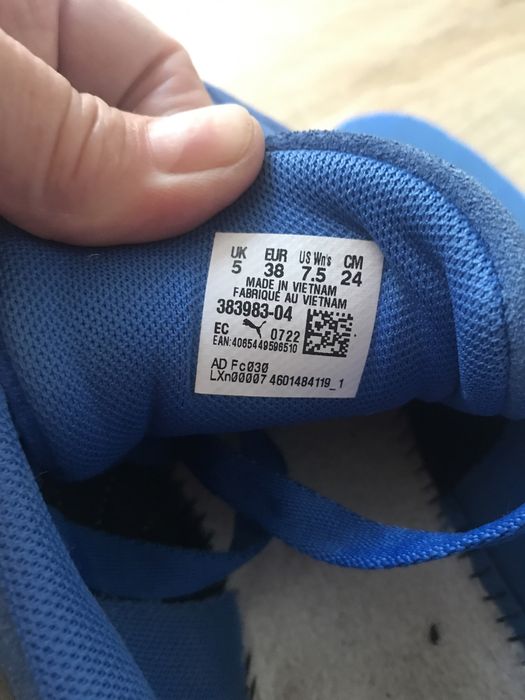 UK EUR US Wn's CM
5 38 7.5 24
MADE IN VIETNAM
FABRIQUÉ AU VIETNAM
383983-04
EC 0722
EAN:4065449596510
AD Fc030
LXn00007 4601484119_1